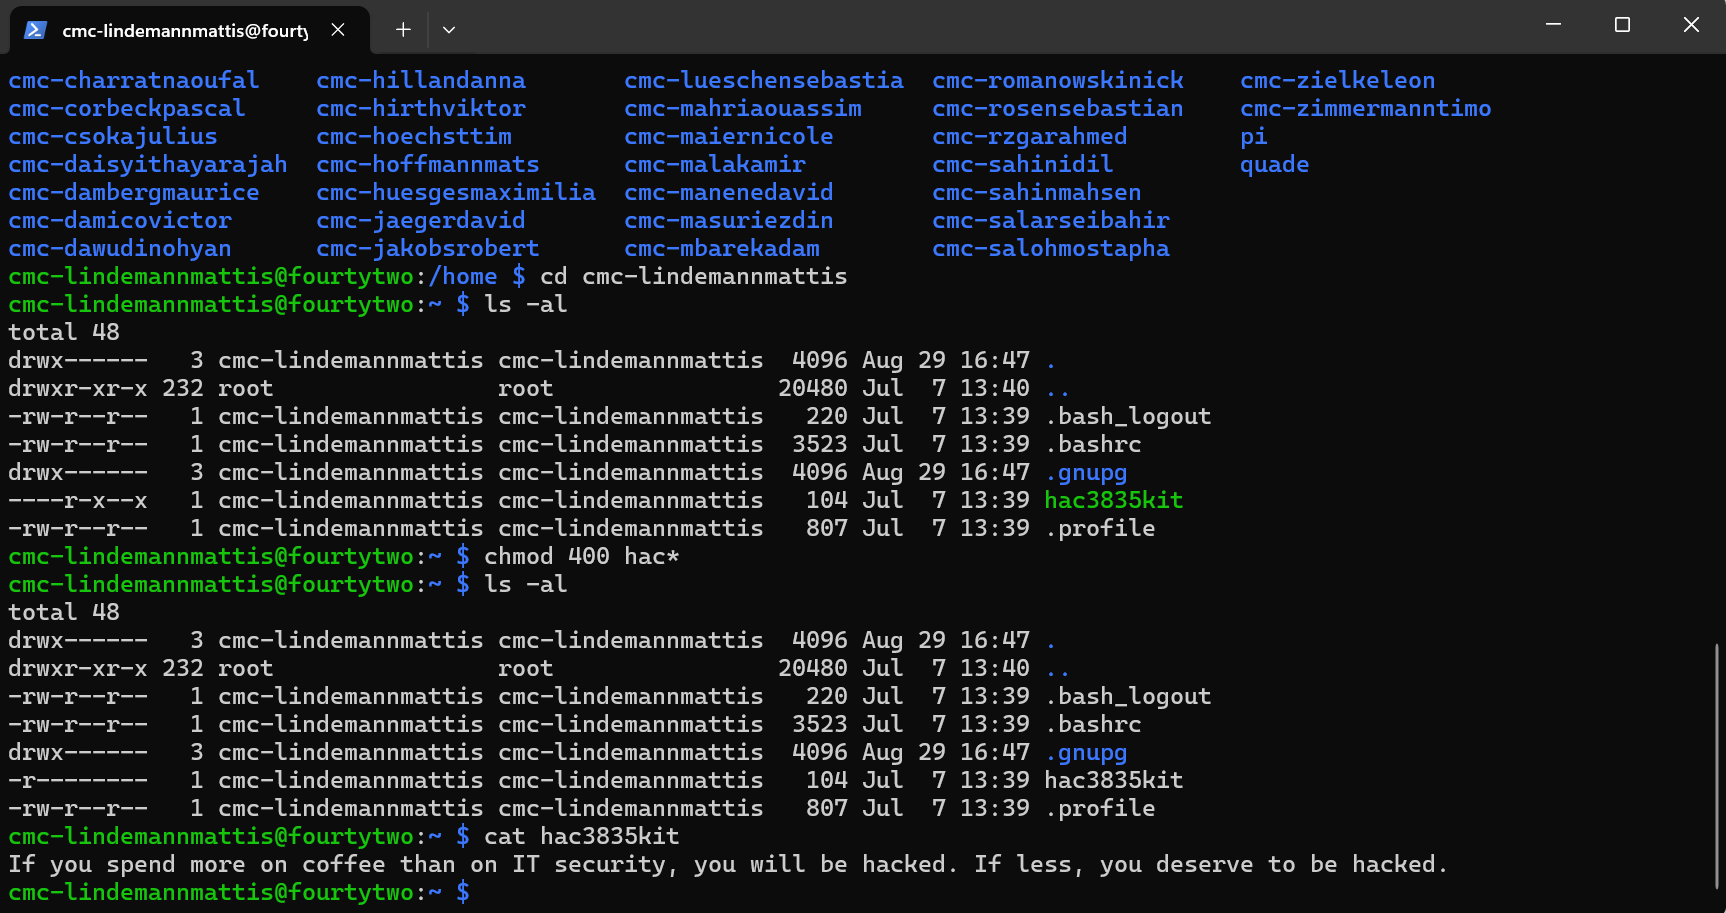 cmc-lindemannmattis@fourty
cmc-charratnaoufal    cmc-hillandanna       cmc-lueschensebastia  cmc-romanowskinick    cmc-zielkeleon
cmc-corbeckpascal     cmc-hirthviktor       cmc-mahriaouassim     cmc-rosensebastian    cmc-zimmermanntimo
cmc-csokajulius       cmc-hoechsttim        cmc-maiernicole       cmc-rzgarahmed        pi
cmc-daisyithayarajah  cmc-hoffmannmats      cmc-malakamir         cmc-sahinidil         quade
cmc-dambergmaurice    cmc-huesgesmaximilia  cmc-manenedavid       cmc-sahinmahsen
cmc-damicovictor      cmc-jaegerdavid       cmc-masuriezdin       cmc-salarseibahir
cmc-dawudinohyan      cmc-jakobsrobert      cmc-mbarekadam        cmc-salohmostapha
cmc-lindemannmattis@fourtytwo:/home $ cd cmc-lindemannmattis
cmc-lindemannmattis@fourtytwo:~ $ ls -al
total 48
drwx------   3 cmc-lindemannmattis cmc-lindemannmattis  4096 Aug 29 16:47 .
drwxr-xr-x 232 root                root                20480 Jul  7 13:40 ..
-rw-r--r--   1 cmc-lindemannmattis cmc-lindemannmattis   220 Jul  7 13:39 .bash_logout
-rw-r--r--   1 cmc-lindemannmattis cmc-lindemannmattis  3523 Jul  7 13:39 .bashrc
drwx------   3 cmc-lindemannmattis cmc-lindemannmattis  4096 Aug 29 16:47 .gnupg
----r-x--x   1 cmc-lindemannmattis cmc-lindemannmattis   104 Jul  7 13:39 hac3835kit
-rw-r--r--   1 cmc-lindemannmattis cmc-lindemannmattis   807 Jul  7 13:39 .profile
cmc-lindemannmattis@fourtytwo:~ $ chmod 400 hac*
cmc-lindemannmattis@fourtytwo:~ $ ls -al
total 48
drwx------   3 cmc-lindemannmattis cmc-lindemannmattis  4096 Aug 29 16:47 .
drwxr-xr-x 232 root                root                20480 Jul  7 13:40 ..
-rw-r--r--   1 cmc-lindemannmattis cmc-lindemannmattis   220 Jul  7 13:39 .bash_logout
-rw-r--r--   1 cmc-lindemannmattis cmc-lindemannmattis  3523 Jul  7 13:39 .bashrc
drwx------   3 cmc-lindemannmattis cmc-lindemannmattis  4096 Aug 29 16:47 .gnupg
-r--------   1 cmc-lindemannmattis cmc-lindemannmattis   104 Jul  7 13:39 hac3835kit
-rw-r--r--   1 cmc-lindemannmattis cmc-lindemannmattis   807 Jul  7 13:39 .profile
cmc-lindemannmattis@fourtytwo:~ $ cat hac3835kit
If you spend more on coffee than on IT security, you will be hacked. If less, you deserve to be hacked.
cmc-lindemannmattis@fourtytwo:~ $